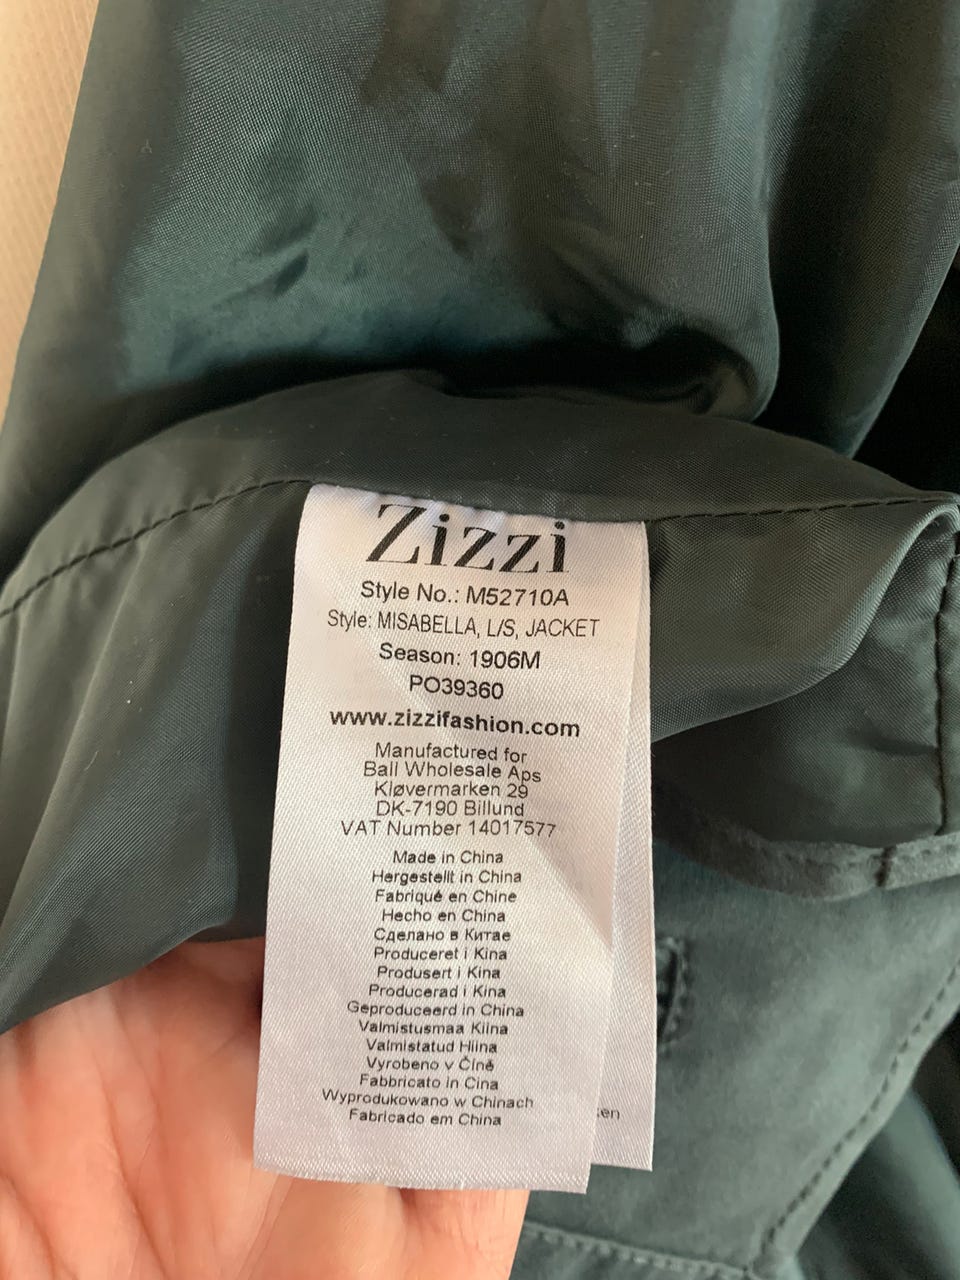 Zizzi
Style No.: M52710A
Style: MISABELLA, L/S, JACKET
Season: 1906M
PO39360
www.zizzifashion.com
Manufactured for
Ball Wholesale Aps
Kløvermarken 29
DK-7190 Billund
VAT Number 14017577
Made in China
Hergestellt in China
Fabriqué en Chine
Hecho en China
Сделано в Китае
Produceret i Kina
Produsert i Kina
Producerad i Kina
Geproduceerd in China
Valmistusmaa Kiina
Valmistatud Hiina
Vyrobeno v Číně
Fabbricato in Cina
Wyprodukowano w Chinach
Fabricado em China